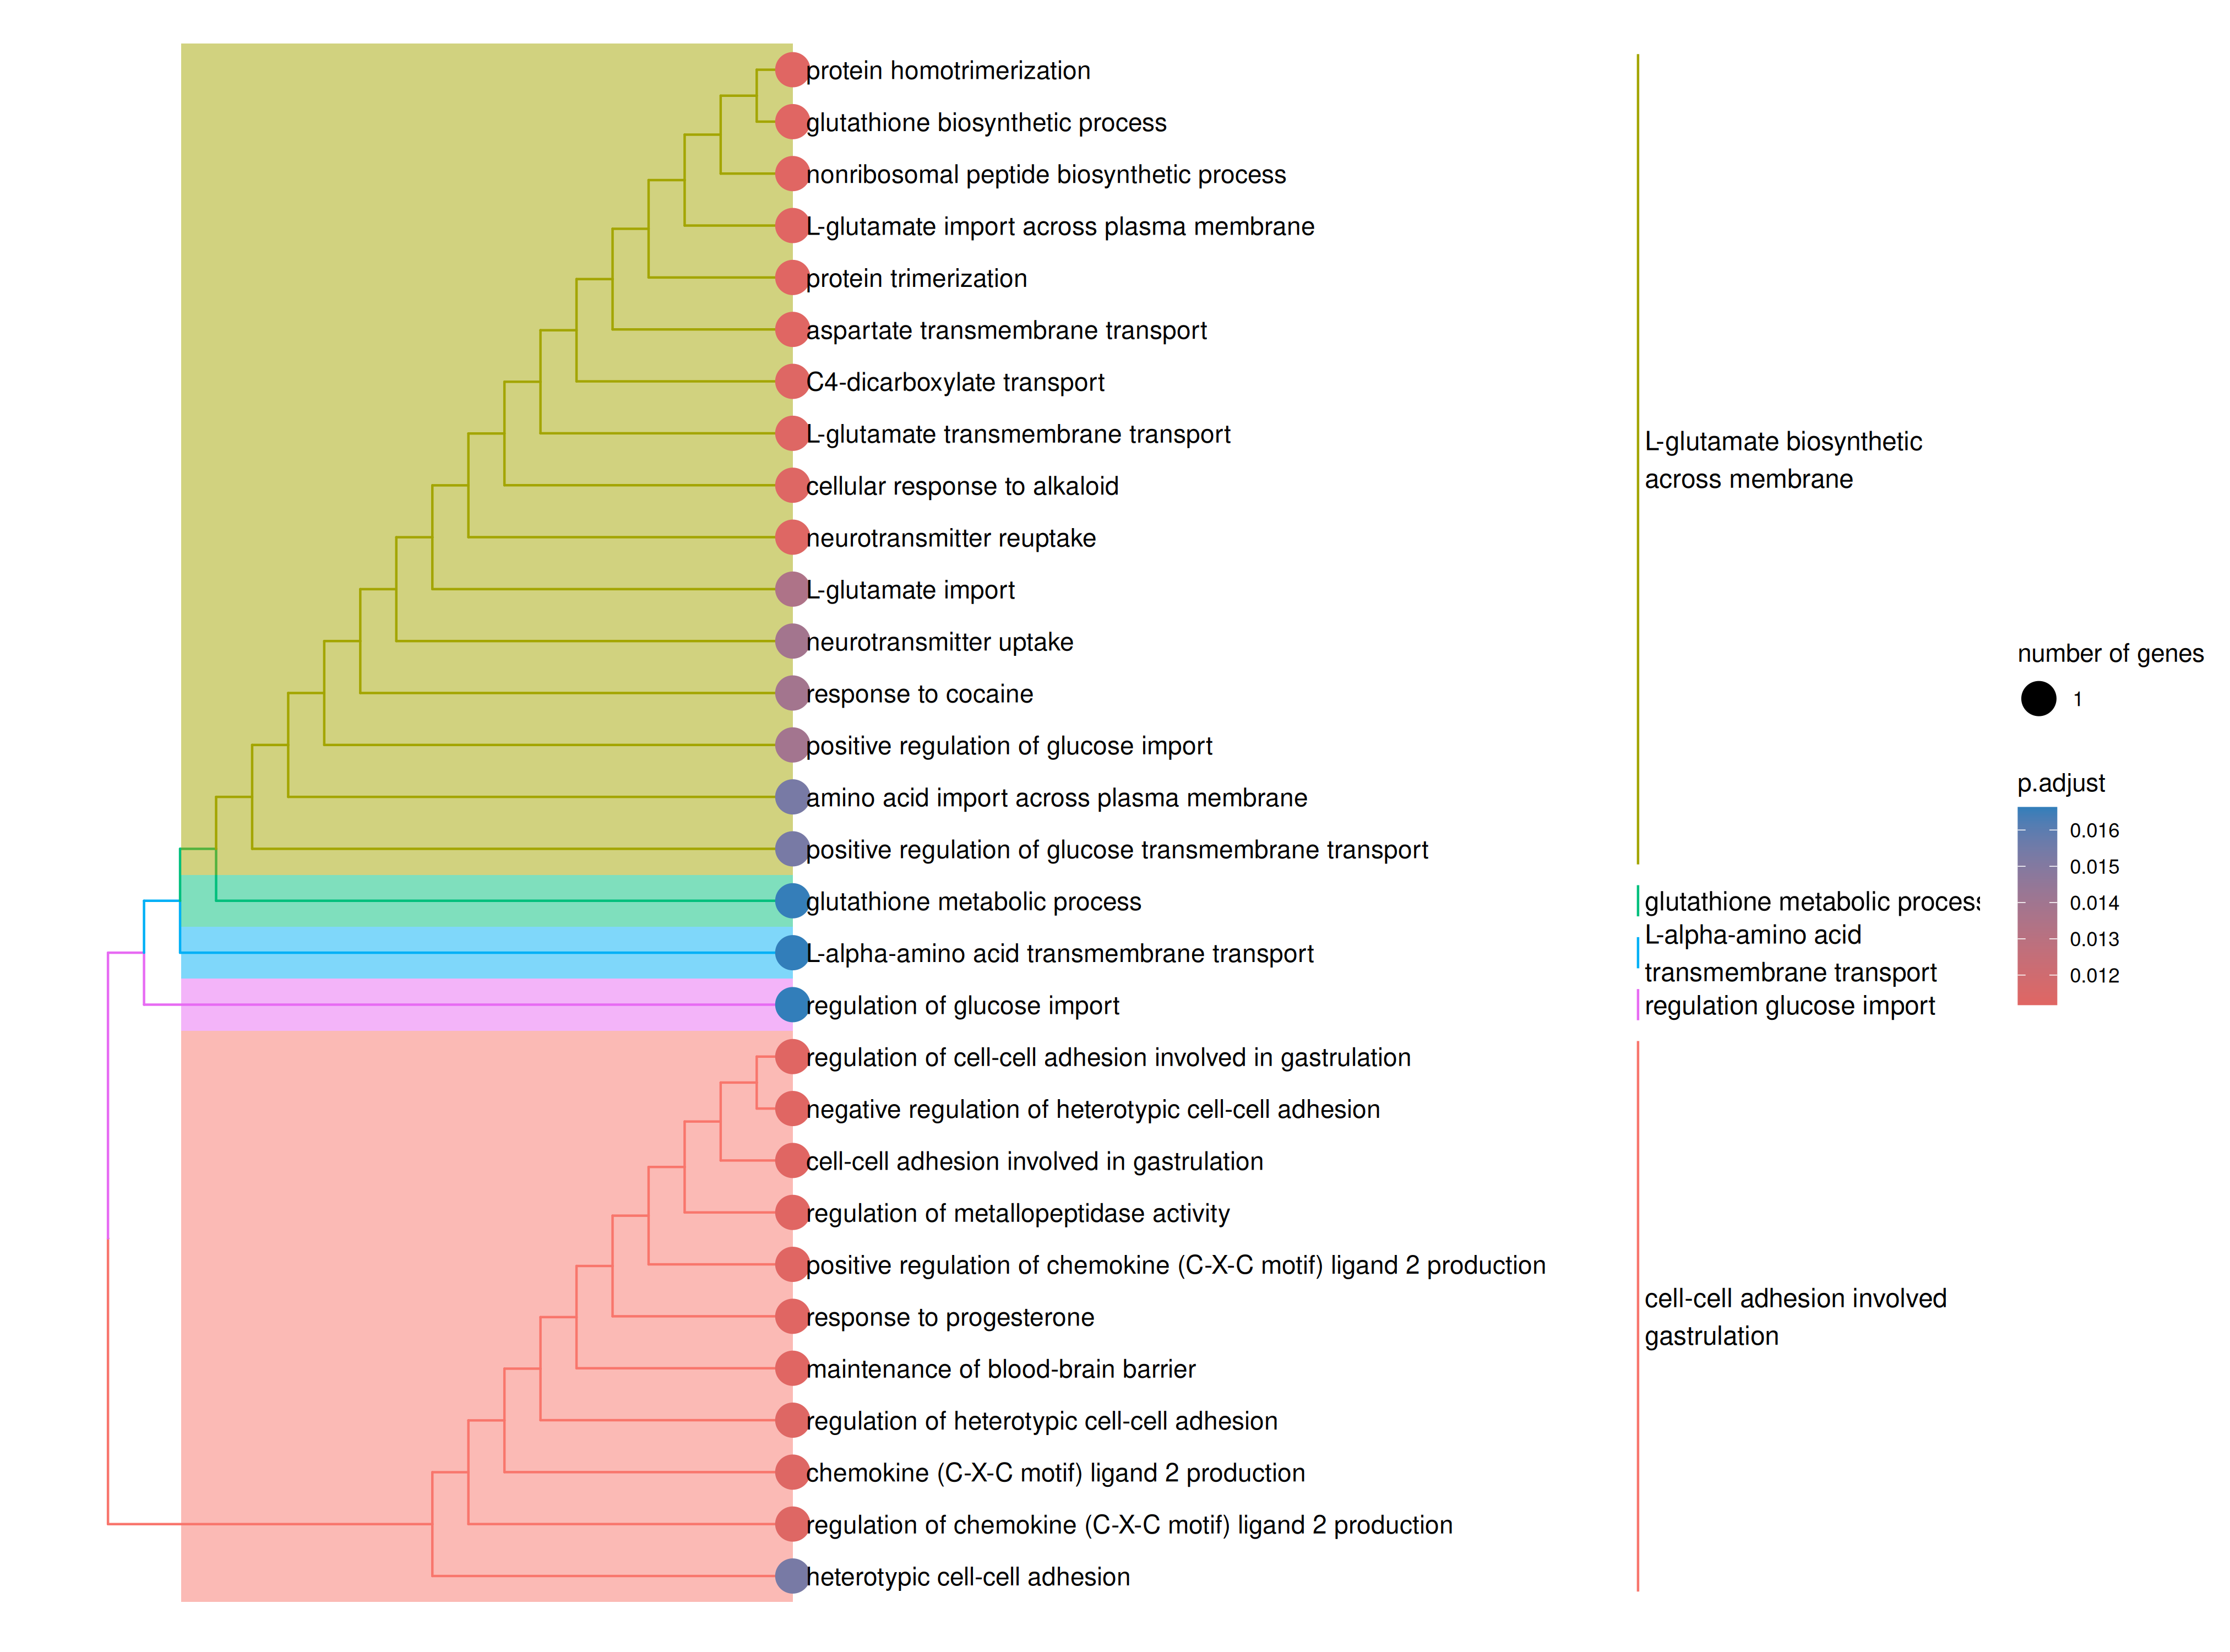 protein homotrimerization
glutathione biosynthetic process
nonribosomal peptide biosynthetic process
L-glutamate import across plasma membrane
protein trimerization
aspartate transmembrane transport
C4-dicarboxylate transport
L-glutamate transmembrane transport
cellular response to alkaloid
neurotransmitter reuptake
L-glutamate import
neurotransmitter uptake
response to cocaine
positive regulation of glucose import
amino acid import across plasma membrane
positive regulation of glucose transmembrane transport
glutathione metabolic process
L-alpha-amino acid transmembrane transport
regulation of glucose import
regulation of cell-cell adhesion involved in gastrulation
negative regulation of heterotypic cell-cell adhesion
cell-cell adhesion involved in gastrulation
regulation of metallopeptidase activity
positive regulation of chemokine (C-X-C motif) ligand 2 production
response to progesterone
maintenance of blood-brain barrier
regulation of heterotypic cell-cell adhesion
chemokine (C-X-C motif) ligand 2 production
regulation of chemokine (C-X-C motif) ligand 2 production
heterotypic cell-cell adhesion
L-glutamate biosynthetic
across membrane
glutathione metabolic process
L-alpha-amino acid
transmembrane transport
regulation glucose import
cell-cell adhesion involved
gastrulation
number of genes
1
p.adjust
0.016
0.015
0.014
0.013
0.012